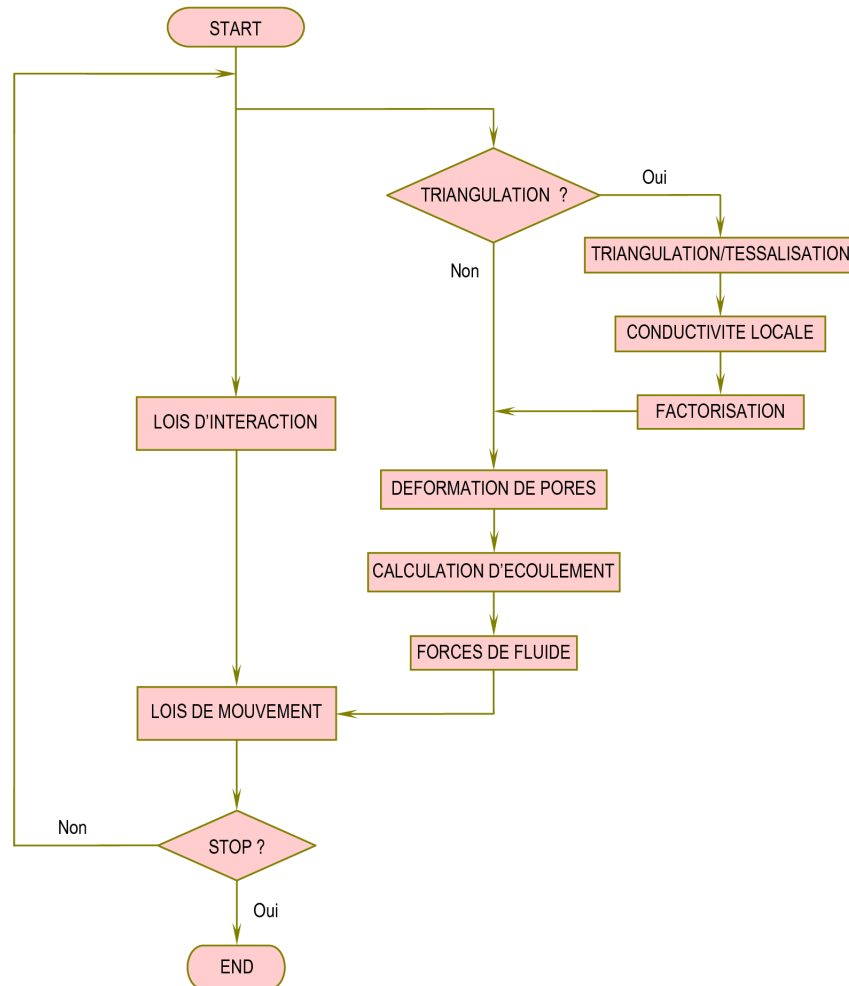 START
TRIANGULATION ?
Oui
TRIANGULATION/TESSALISATION
Non
CONDUCTIVITE LOCALE
FACTORISATION
LOIS D'INTERACTION
DEFORMATION DE PORES
CALCULATION D'ECOULEMENT
FORCES DE FLUIDE
LOIS DE MOUVEMENT
Non
STOP ?
Oui
END